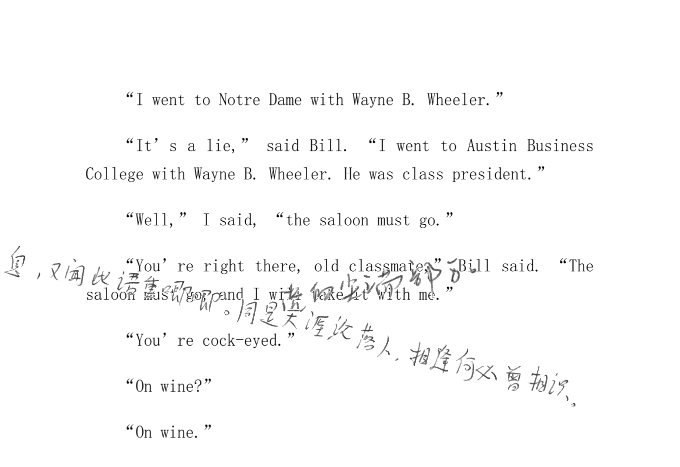 “I went to Notre Dame with Wayne B. Wheeler.”
“It’s a lie,” said Bill. “I went to Austin Business
College with Wayne B. Wheeler. He was class president.”
“Well,” I said, “the saloon must go.”
“You’re right there, old classmate,” Bill said. “The
saloon must go, and I will take it with me.”
“You’re cock-eyed.”
“On wine?”
“On wine.”
息，又闻此语重即即。同是天涯沦落人，相逢何必曾相识。